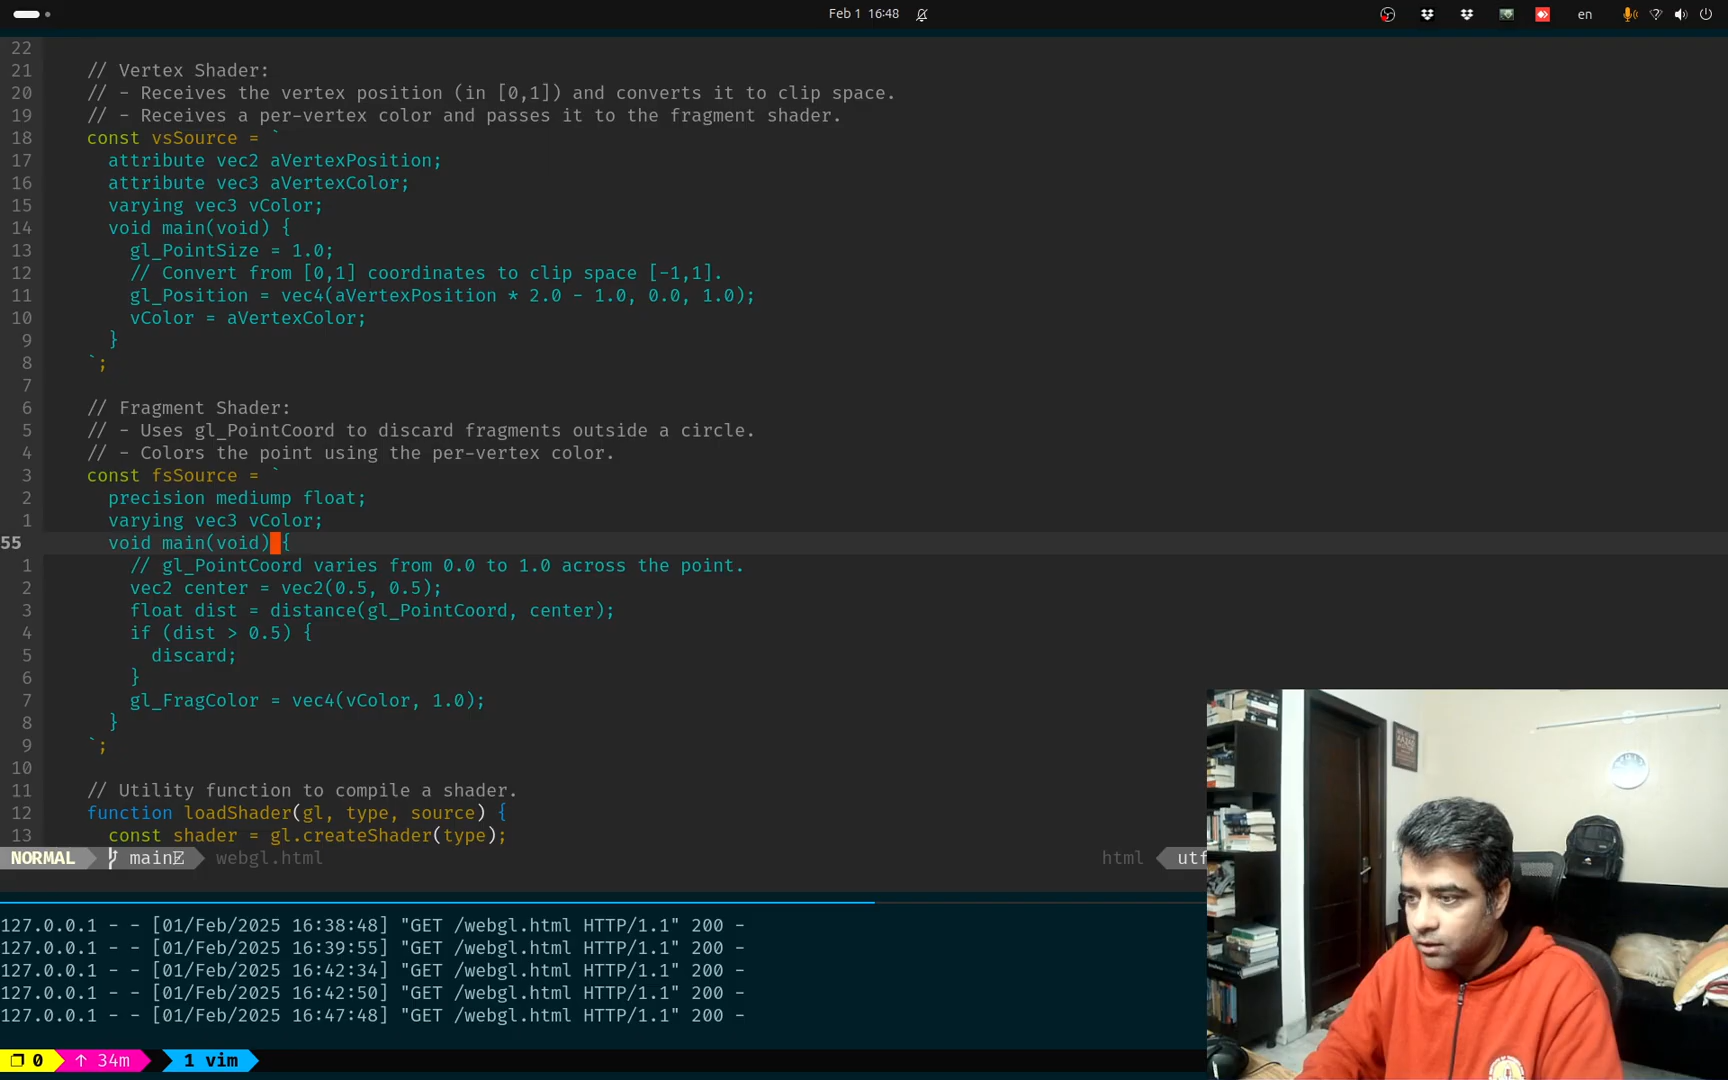 Feb 1 16:48
en
22
21 // Vertex Shader:
20 // - Receives the vertex position (in [0,1]) and converts it to clip space.
19 // - Receives a per-vertex color and passes it to the fragment shader.
18 const vsSource = `
17 attribute vec2 aVertexPosition;
16 attribute vec3 aVertexColor;
15 varying vec3 vColor;
14 void main(void) {
13 gl_PointSize = 1.0;
12 // Convert from [0,1] coordinates to clip space [-1,1].
11 gl_Position = vec4(aVertexPosition * 2.0 - 1.0, 0.0, 1.0);
10 vColor = aVertexColor;
9 }
8 `;
7
6 // Fragment Shader:
5 // - Uses gl_PointCoord to discard fragments outside a circle.
4 // - Colors the point using the per-vertex color.
3 const fsSource = `
2 precision mediump float;
1 varying vec3 vColor;
55 void main(void) {
1 // gl_PointCoord varies from 0.0 to 1.0 across the point.
2 vec2 center = vec2(0.5, 0.5);
3 float dist = distance(gl_PointCoord, center);
4 if (dist > 0.5) {
5 discard;
6 }
7 gl_FragColor = vec4(vColor, 1.0);
8 }
9 `;
10
11 // Utility function to compile a shader.
12 function loadShader(gl, type, source) {
13 const shader = gl.createShader(type);
NORMAL main webgl.html html utf
127.0.0.1 - - [01/Feb/2025 16:38:48] "GET /webgl.html HTTP/1.1" 200 -
127.0.0.1 - - [01/Feb/2025 16:39:55] "GET /webgl.html HTTP/1.1" 200 -
127.0.0.1 - - [01/Feb/2025 16:42:34] "GET /webgl.html HTTP/1.1" 200 -
127.0.0.1 - - [01/Feb/2025 16:42:50] "GET /webgl.html HTTP/1.1" 200 -
127.0.0.1 - - [01/Feb/2025 16:47:48] "GET /webgl.html HTTP/1.1" 200 -
0 ↑ 34m 1 vim